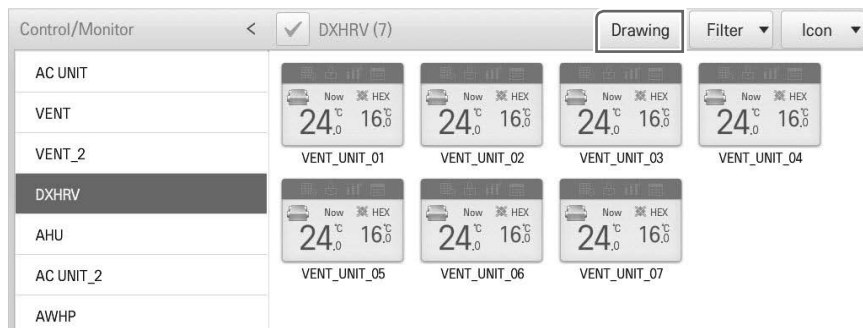 Control/Monitor < DXHRV (7) Drawing Filter ▼ Icon ▼
AC UNIT
VENT
VENT_2
DXHRV
AHU
AC UNIT_2
AWHP
Now HEX Now HEX Now HEX Now HEX
24.0℃ 16.0℃ 24.0℃ 16.0℃ 24.0℃ 16.0℃ 24.0℃ 16.0℃
VENT_UNIT_01 VENT_UNIT_02 VENT_UNIT_03 VENT_UNIT_04
Now HEX Now HEX Now HEX
24.0℃ 16.0℃ 24.0℃ 16.0℃ 24.0℃ 16.0℃
VENT_UNIT_05 VENT_UNIT_06 VENT_UNIT_07